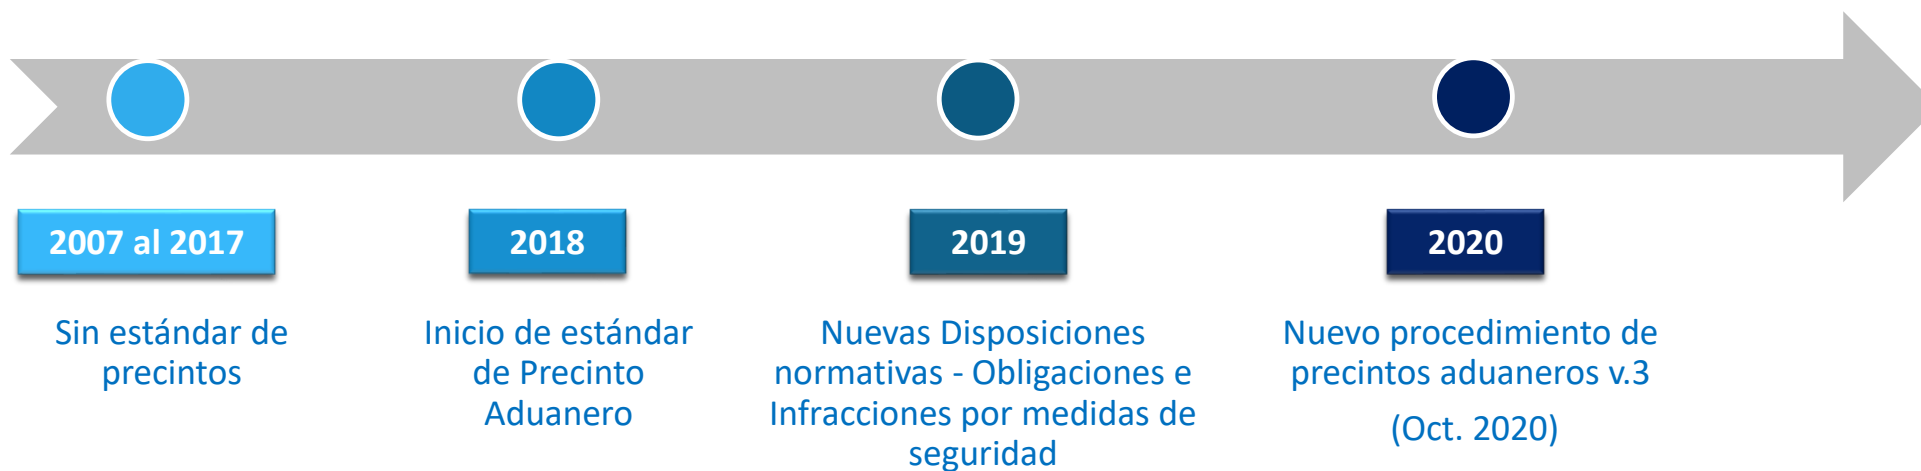 2007 al 2017
Sin estándar de
precintos
2018
Inicio de estándar
de Precinto
Aduanero
2019
Nuevas Disposiciones
normativas - Obligaciones e
Infracciones por medidas de
seguridad
2020
Nuevo procedimiento de
precintos aduaneros v.3
(Oct. 2020)